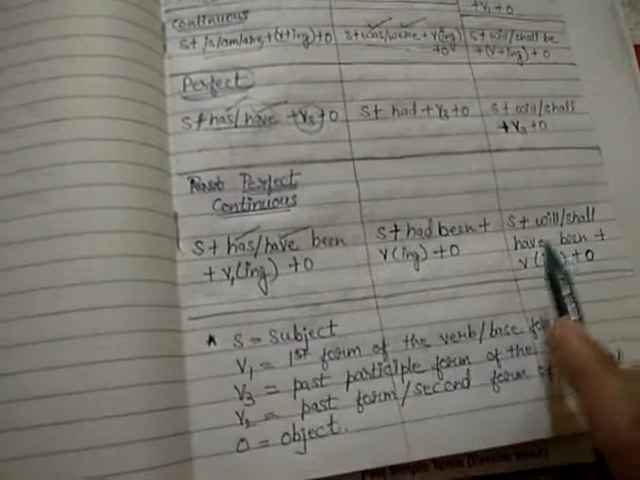 +V₁+O
Continuous
S+is/am/are+(v+ing)+O S+was/were+v(ing) S+will/shall be
+O +(v+ing)+O
Perfect
S+has/have+V₃+O S+had+V₃+O S+will/shall
+V₃+O
Perfect
Continuous
S+has/have been S+had been+ S+will/shall
+V₁(ing)+O V(ing)+O have been+
+O
* S = Subject
V₁ = 1st form of the verb/base
V₃ = past participle form of the
V₂ = past form/second form of
O = object.